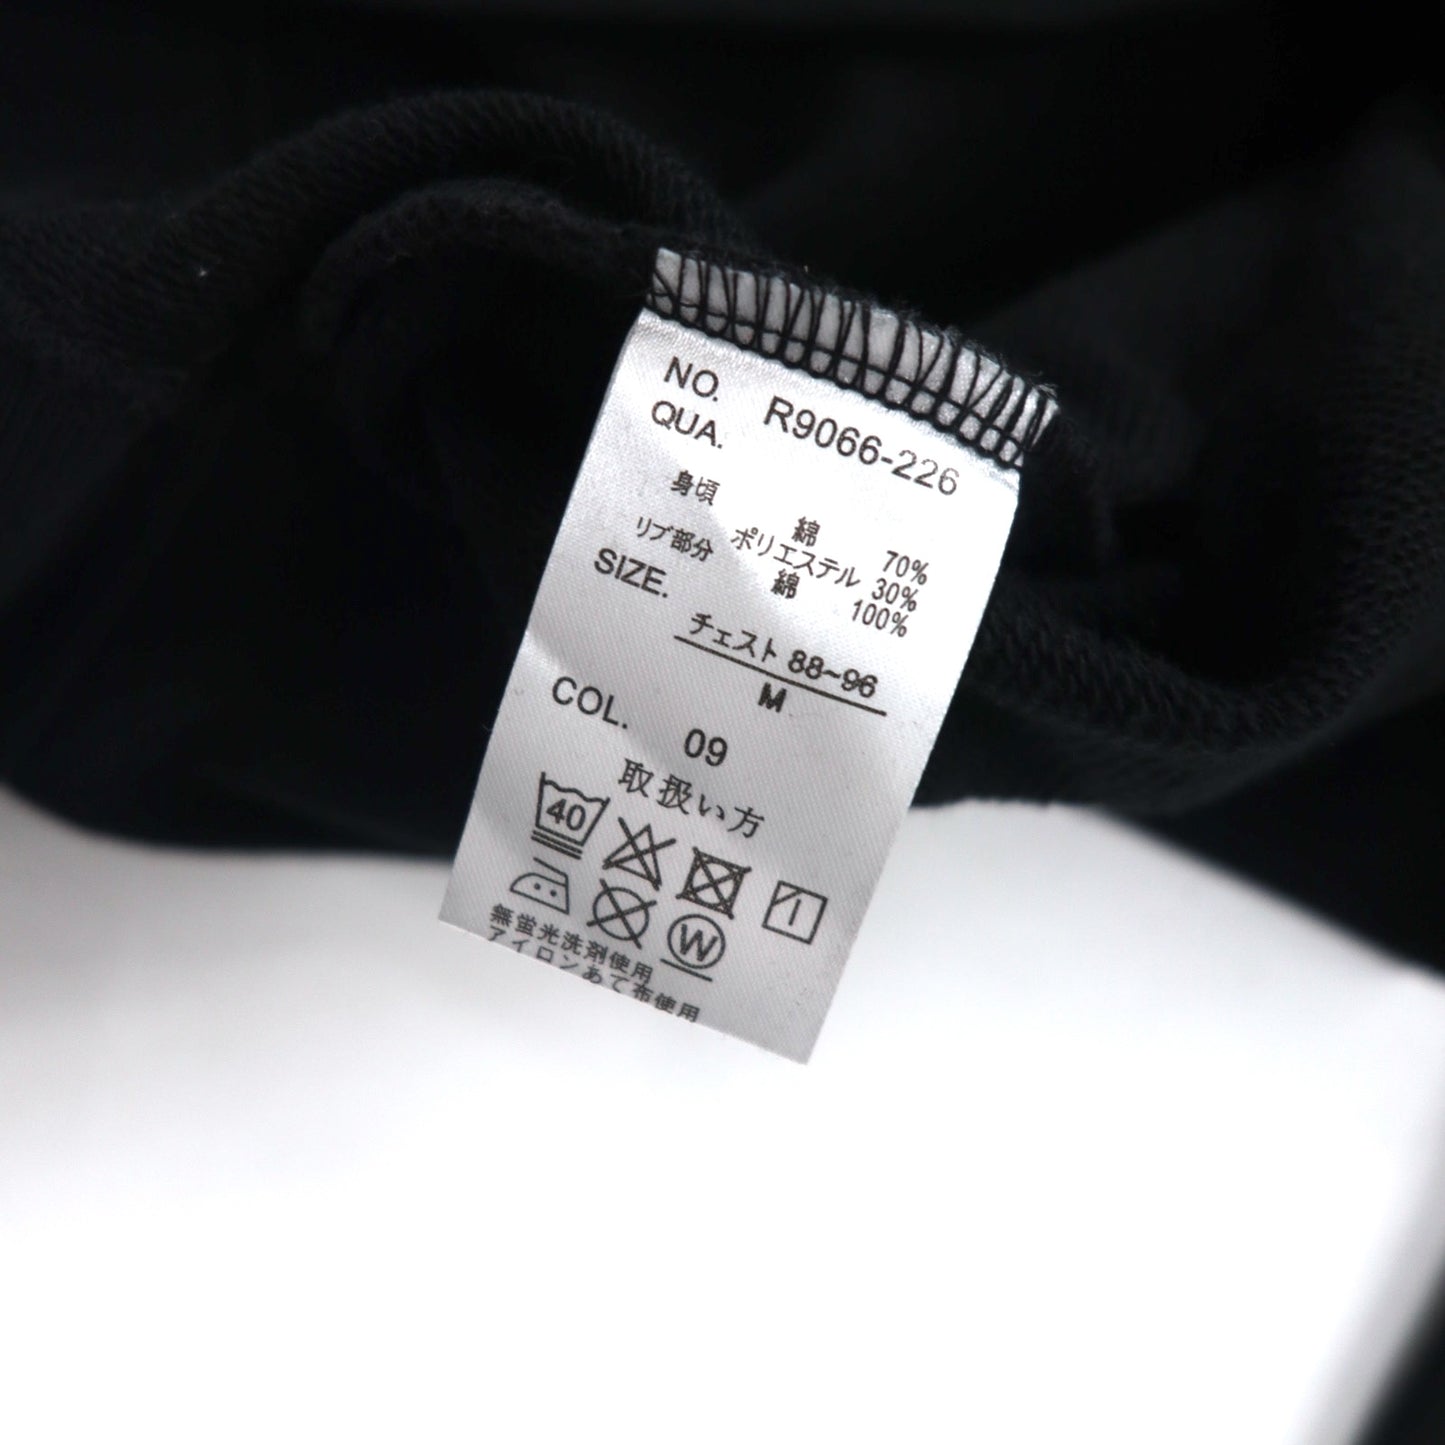 NO. R9066-226
QUA.
身頃 綿 70%
ポリエステル 30%
リブ部分 綿 100%
SIZE.
チェスト 88~96
M
COL. 09
取扱い方
40
W
無蛍光洗剤使用
アイロンあて布使用